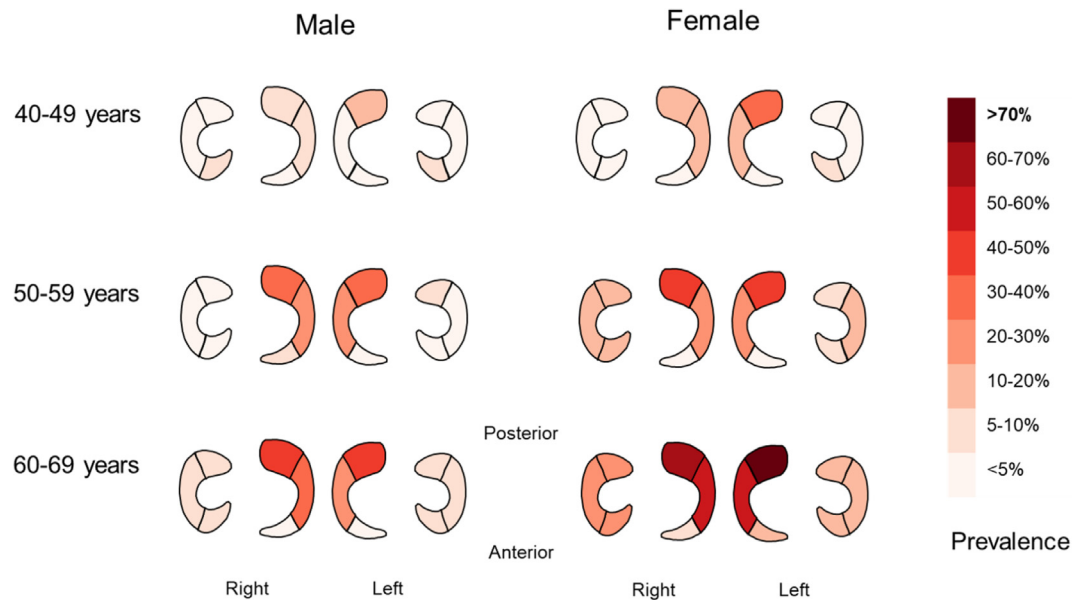 Male
Female
40-49 years
50-59 years
60-69 years
Posterior
Anterior
Right
Left
Right
Left
>70%
60-70%
50-60%
40-50%
30-40%
20-30%
10-20%
5-10%
<5%
Prevalence